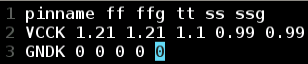 1 pinname ff ffg tt ss ssg
2 VCCK 1.21 1.21 1.1 0.99 0.99
3 GNDK 0 0 0 0 0